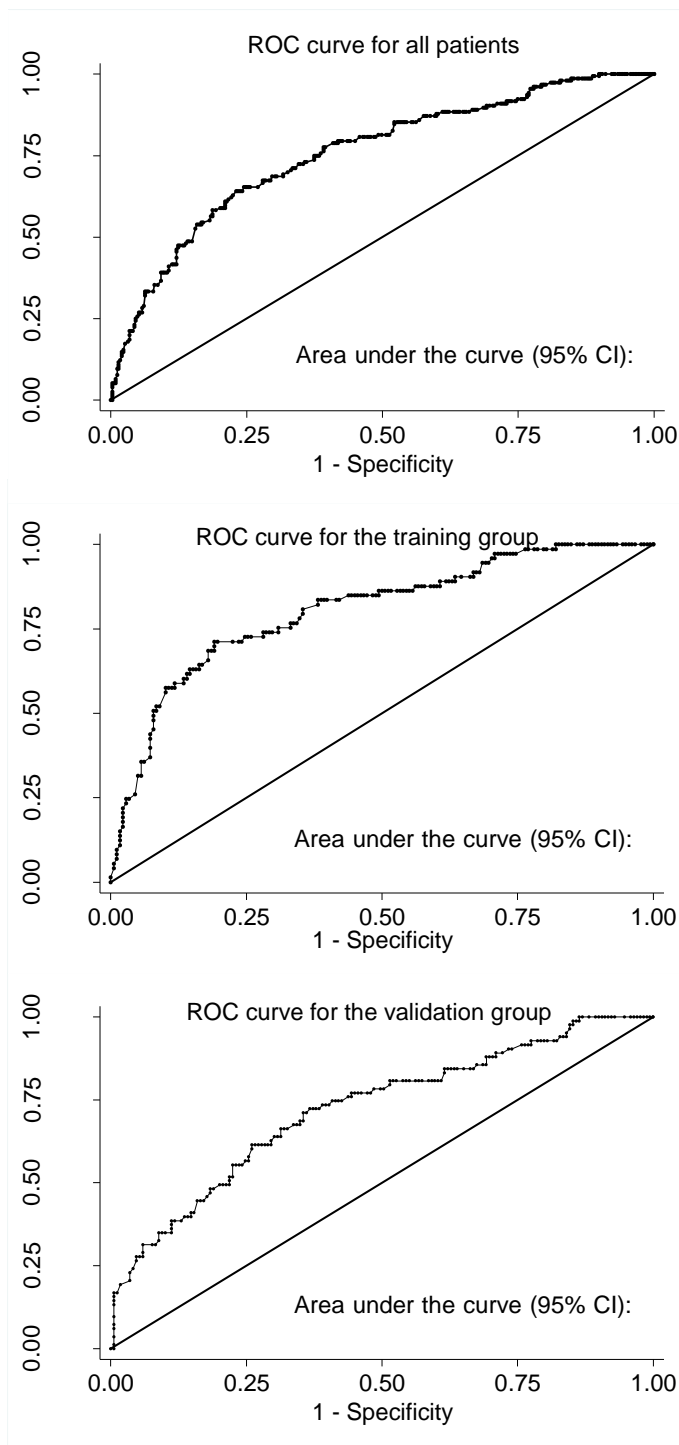 ROC curve for all patients
1.00
0.75
0.50
0.25
0.00
Area under the curve (95% CI):
0.00 0.25 0.50 0.75 1.00
1 - Specificity
ROC curve for the training group
1.00
0.75
0.50
0.25
0.00
Area under the curve (95% CI):
0.00 0.25 0.50 0.75 1.00
1 - Specificity
ROC curve for the validation group
1.00
0.75
0.50
0.25
0.00
Area under the curve (95% CI):
0.00 0.25 0.50 0.75 1.00
1 - Specificity